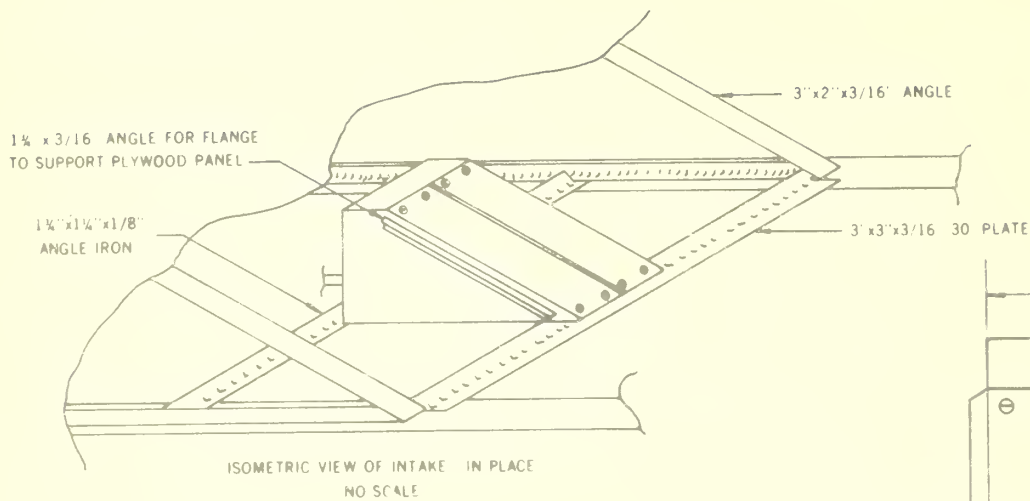 3"x2"x3/16' ANGLE
1¼ x 3/16 ANGLE FOR FLANGE
TO SUPPORT PLYWOOD PANEL
1¼"x1¼"x1/8"
ANGLE IRON
3'x3"x3/16 30 PLATE
ISOMETRIC VIEW OF INTAKE IN PLACE
NO SCALE